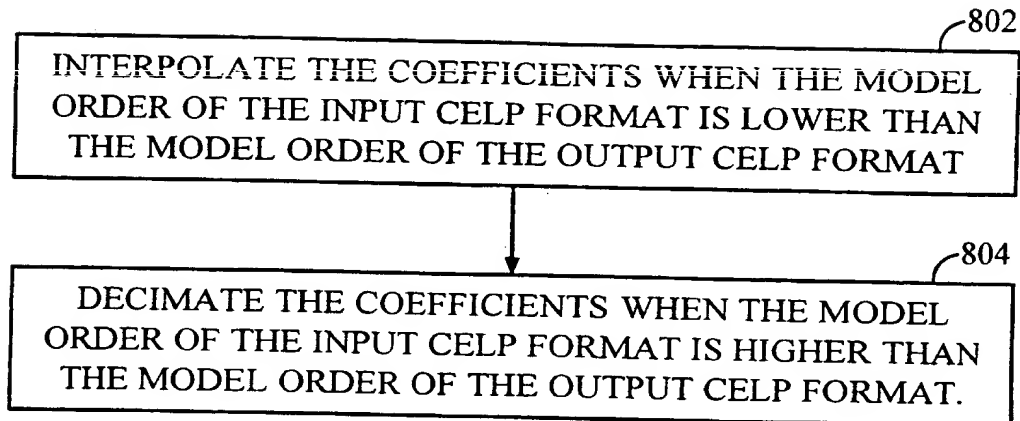 802
INTERPOLATE THE COEFFICIENTS WHEN THE MODEL
ORDER OF THE INPUT CELP FORMAT IS LOWER THAN
THE MODEL ORDER OF THE OUTPUT CELP FORMAT
804
DECIMATE THE COEFFICIENTS WHEN THE MODEL
ORDER OF THE INPUT CELP FORMAT IS HIGHER THAN
THE MODEL ORDER OF THE OUTPUT CELP FORMAT.